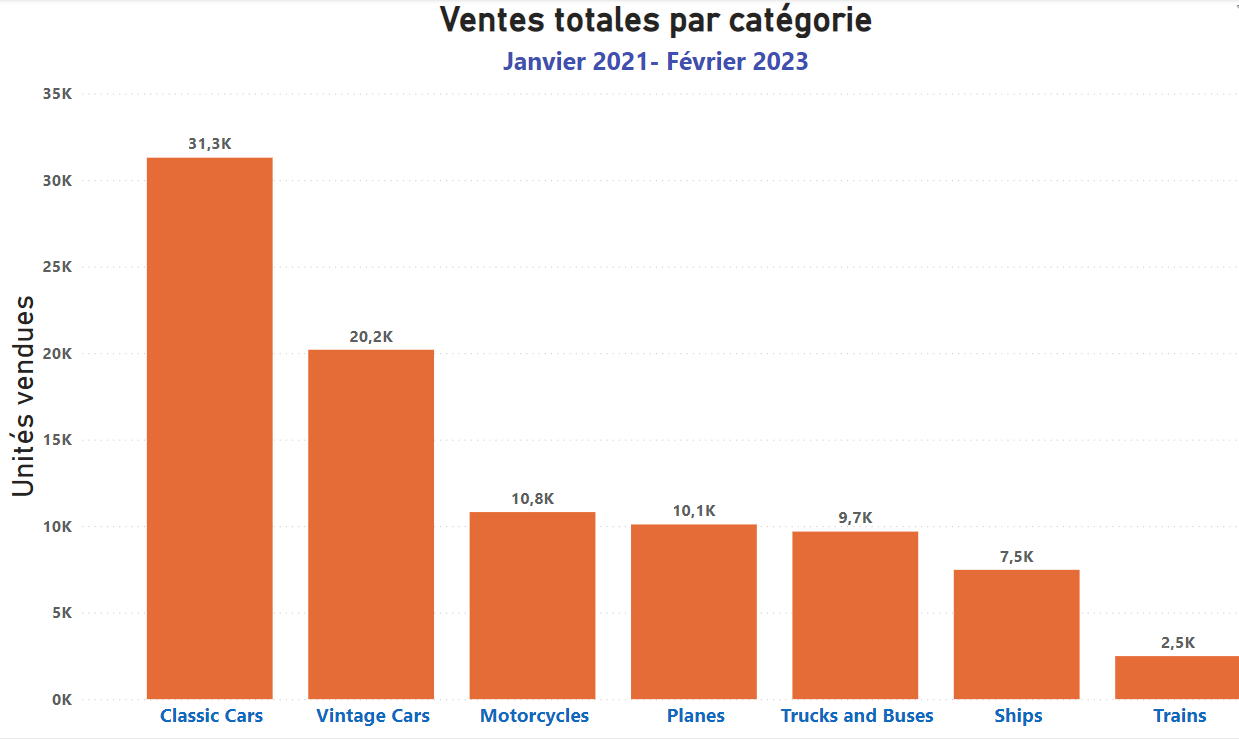 Ventes totales par catégorie
Janvier 2021- Février 2023
Unités vendues
35K
30K
25K
20K
15K
10K
5K
0K
31,3K
20,2K
10,8K
10,1K
9,7K
7,5K
2,5K
Classic Cars
Vintage Cars
Motorcycles
Planes
Trucks and Buses
Ships
Trains